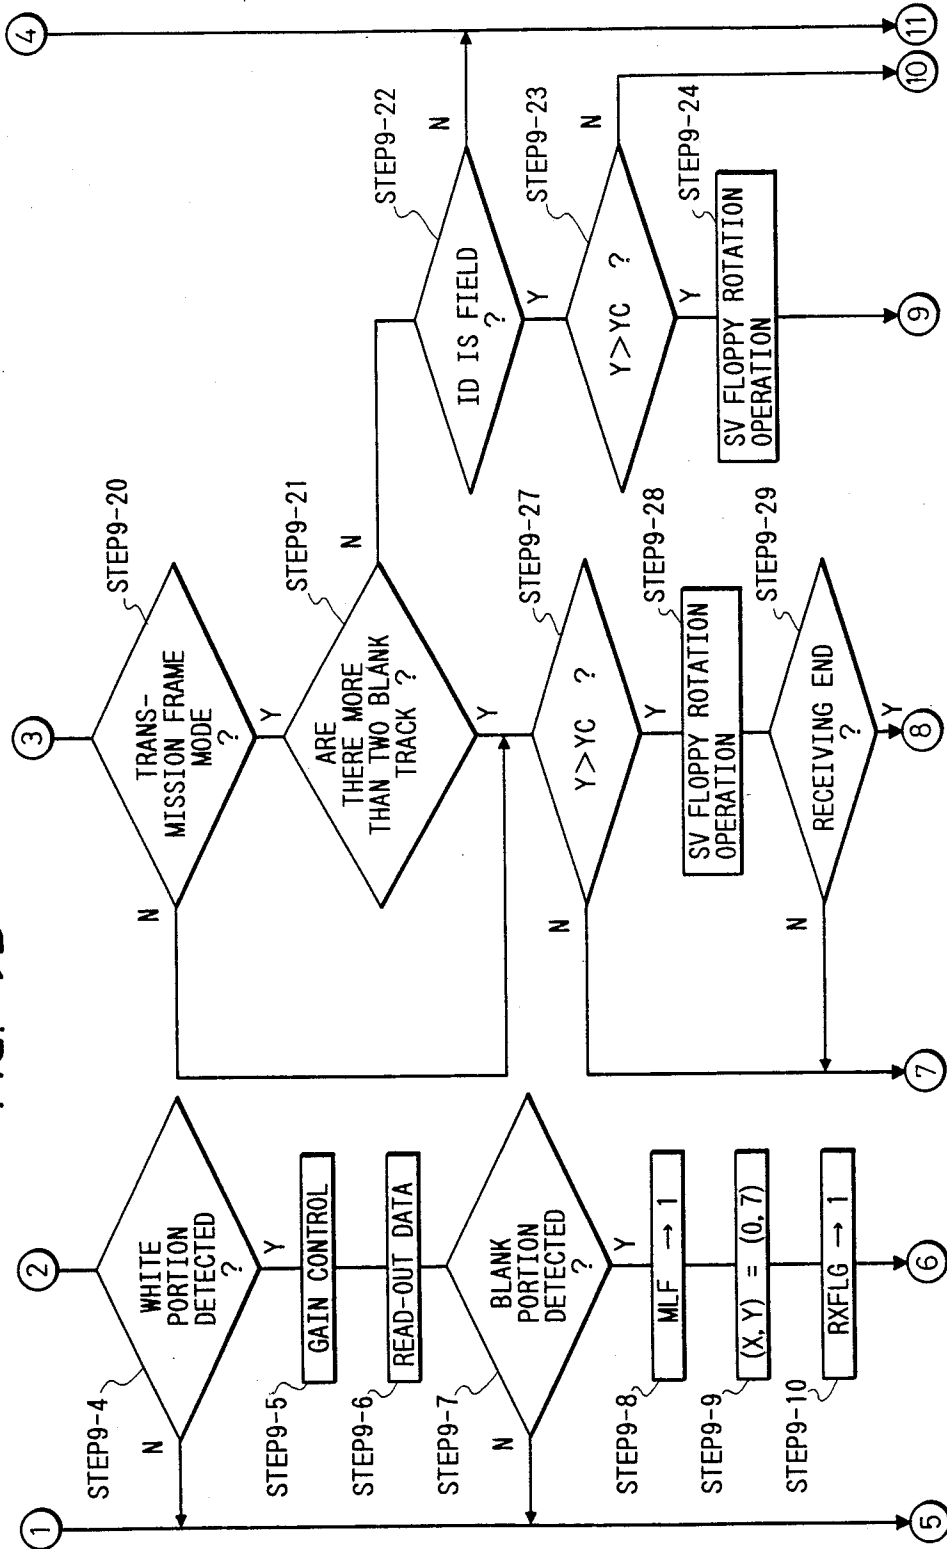 1
2
3
4
STEP9-4
WHITE
PORTION
DETECTED
?
N
Y
STEP9-5
GAIN CONTROL
STEP9-6
READ-OUT DATA
STEP9-7
BLANK
PORTION
DETECTED
?
N
Y
STEP9-8
MLF → 1
STEP9-9
(X, Y) = (0, 7)
STEP9-10
RXFLG → 1
STEP9-20
TRANS-
MISSION FRAME
MODE
?
N
Y
STEP9-21
ARE
THERE MORE
THAN TWO BLANK
TRACK ?
N
Y
STEP9-27
Y>YC ?
N
Y
STEP9-28
SV FLOPPY ROTATION
OPERATION
STEP9-29
RECEIVING END
?
N
Y
STEP9-22
ID IS FIELD
?
N
Y
STEP9-23
Y>YC ?
N
Y
STEP9-24
SV FLOPPY ROTATION
OPERATION
5
6
7
8
9
10
11